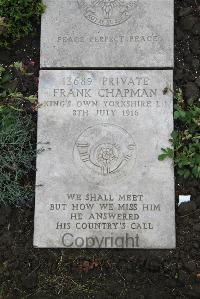 PEACE PERFECT PEACE
13689 PRIVATE
FRANK CHAPMAN
KING'S OWN YORKSHIRE L.I.
8TH JULY 1916
WE SHALL MEET
BUT HOW WE MISS HIM
HE ANSWERED
HIS COUNTRY'S CALL
Copyright